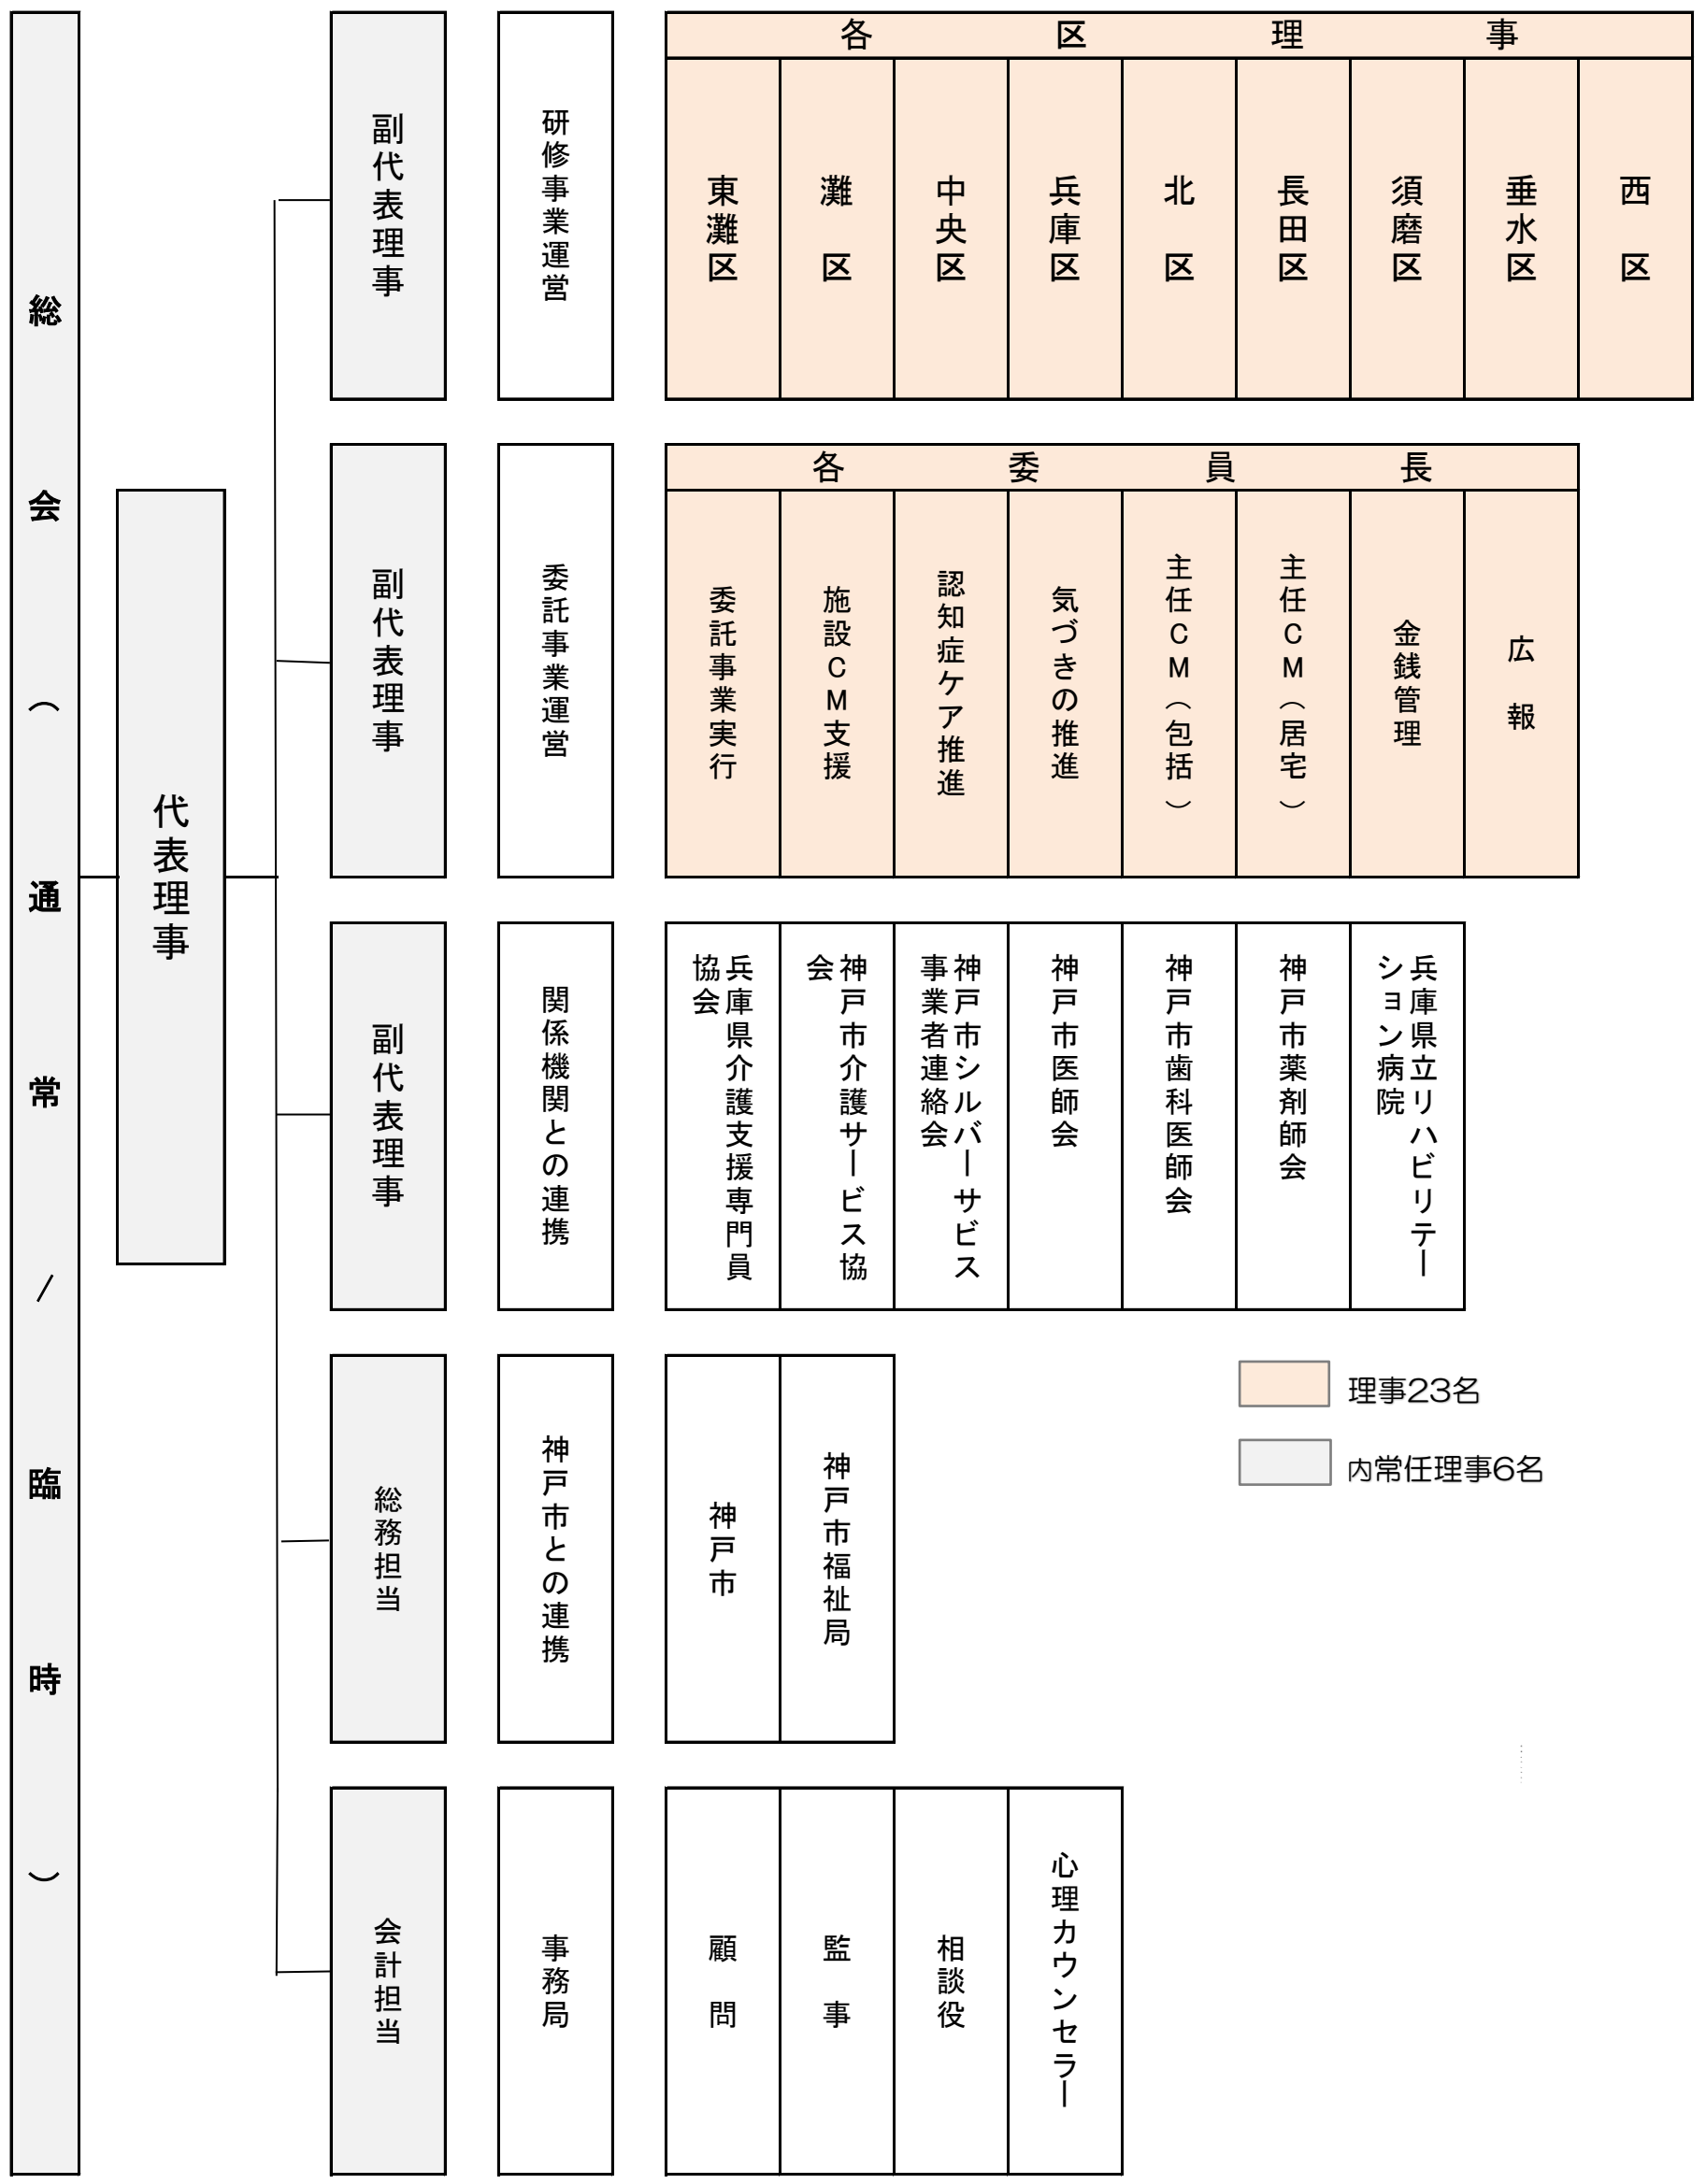 総会（通常/臨時）
代表理事
副代表理事
研修事業運営
各区理事
東灘区
灘区
中央区
兵庫区
北区
長田区
須磨区
垂水区
西区
副代表理事
委託事業運営
各委員長
委託事業実行
施設CM支援
認知症ケア推進
気づきの推進
主任CM（包括）
主任CM（居宅）
金銭管理
広報
副代表理事
関係機関との連携
兵庫県介護支援専門員
協会
神戸市介護サービス協
会
神戸市シルバーサービス
事業者連絡会
神戸市医師会
神戸市歯科医師会
神戸市薬剤師会
兵庫県立リハビリテー
ション病院
総務担当
神戸市との連携
神戸市
神戸市福祉局
理事23名
内常任理事6名
会計担当
事務局
顧問
監事
相談役
心理カウンセラー